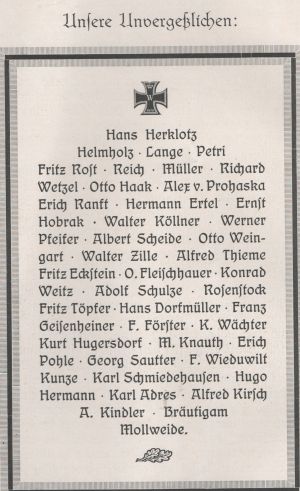 Unsere Unvergeßlichen:
Hans Herklotz
Helmholz · Lange · Petri
Fritz Rost · Reich · Müller · Richard
Wetzel · Otto Haak · Alex v. Prohaska
Erich Ranft · Hermann Ertel · Ernst
Hobrak · Walter Köllner · Werner
Pfeifer · Albert Scheide · Otto Wein-
gart · Walter Zille · Alfred Thieme
Fritz Eckstein · O. Fleischhauer · Konrad
Weitz · Adolf Schulze · Rosenstock
Fritz Töpfer · Hans Dorfmüller · Franz
Geisenheiner · F. Förster · K. Wächter
Kurt Hugersdorf · M. Knauth · Erich
Pohle · Georg Sautter · F. Wieduwilt
Kunze · Karl Schmiedehausen · Hugo
Hermann · Karl Adres · Alfred Kirsch
A. Kindler · Bräutigam
Mollweide.